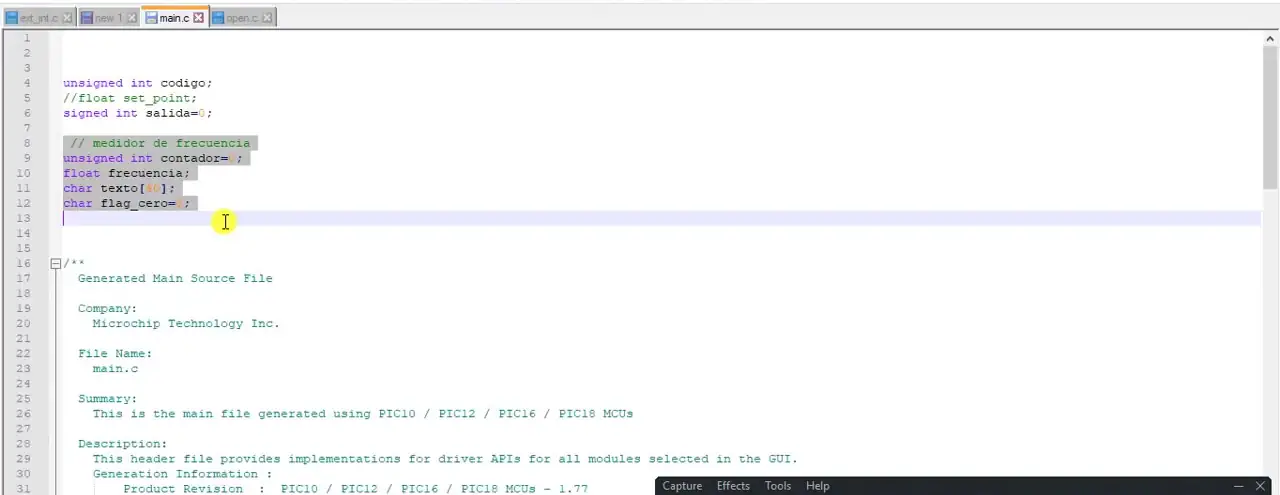 ext_int.c new 1 main.c open.c
1
2
3
4 unsigned int codigo;
5 //float set_point;
6 signed int salida=0;
7
8 // medidor de frecuencia
9 unsigned int contador=0;
10 float frecuencia;
11 char texto[40];
12 char flag_cero=0;
13
14
15
16 /**
17 Generated Main Source File
18
19 Company:
20 Microchip Technology Inc.
21
22 File Name:
23 main.c
24
25 Summary:
26 This is the main file generated using PIC10 / PIC12 / PIC16 / PIC18 MCUs
27
28 Description:
29 This header file provides implementations for driver APIs for all modules selected in the GUI.
30 Generation Information :
31 Product Revision : PIC10 / PIC12 / PIC16 / PIC18 MCUs - 1.77
Capture Effects Tools Help